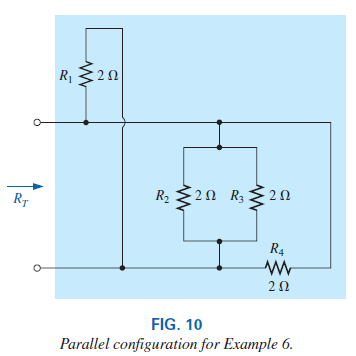 R1 2 Ω
RT
R2 2 Ω R3 2 Ω
R4
2 Ω
FIG. 10
Parallel configuration for Example 6.